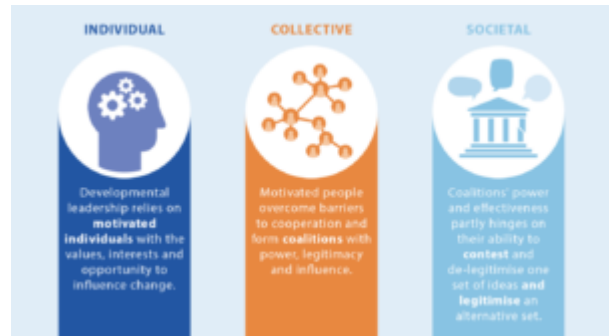 INDIVIDUAL
COLLECTIVE
SOCIETAL
Developmental
leadership relies on
motivated
individuals with the
values, interests and
opportunity to
influence change.
Motivated people
overcome barriers
to cooperation and
form coalitions with
power, legitimacy
and influence.
Coalitions' power
and effectiveness
partly hinges on
their ability to
contest and
de-legitimise one
set of ideas and
legitimise an
alternative set.